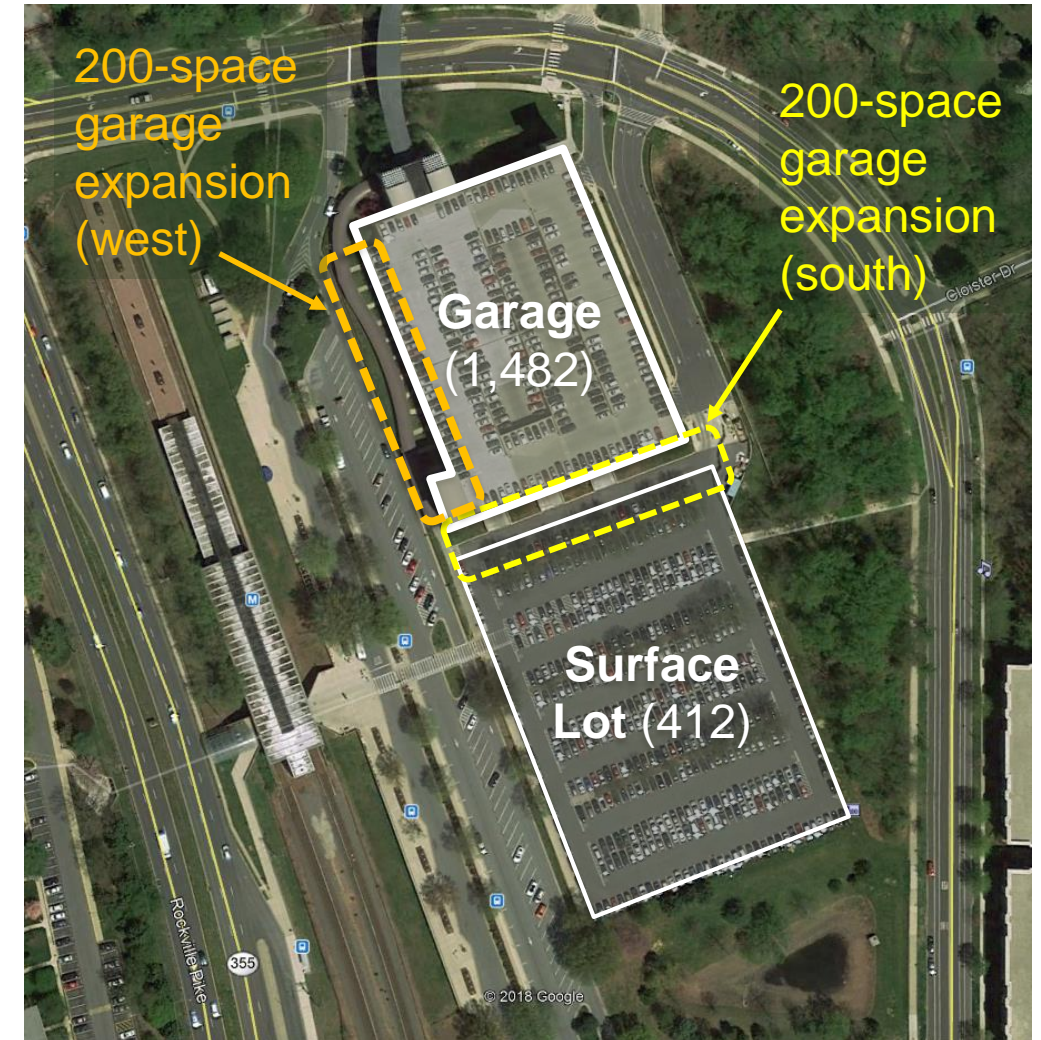 200-space
garage
expansion
(west)
200-space
garage
expansion
(south)
Cloister Dr
Garage
(1,482)
M
Surface
Lot (412)
Rockville Pike
355
© 2018 Google